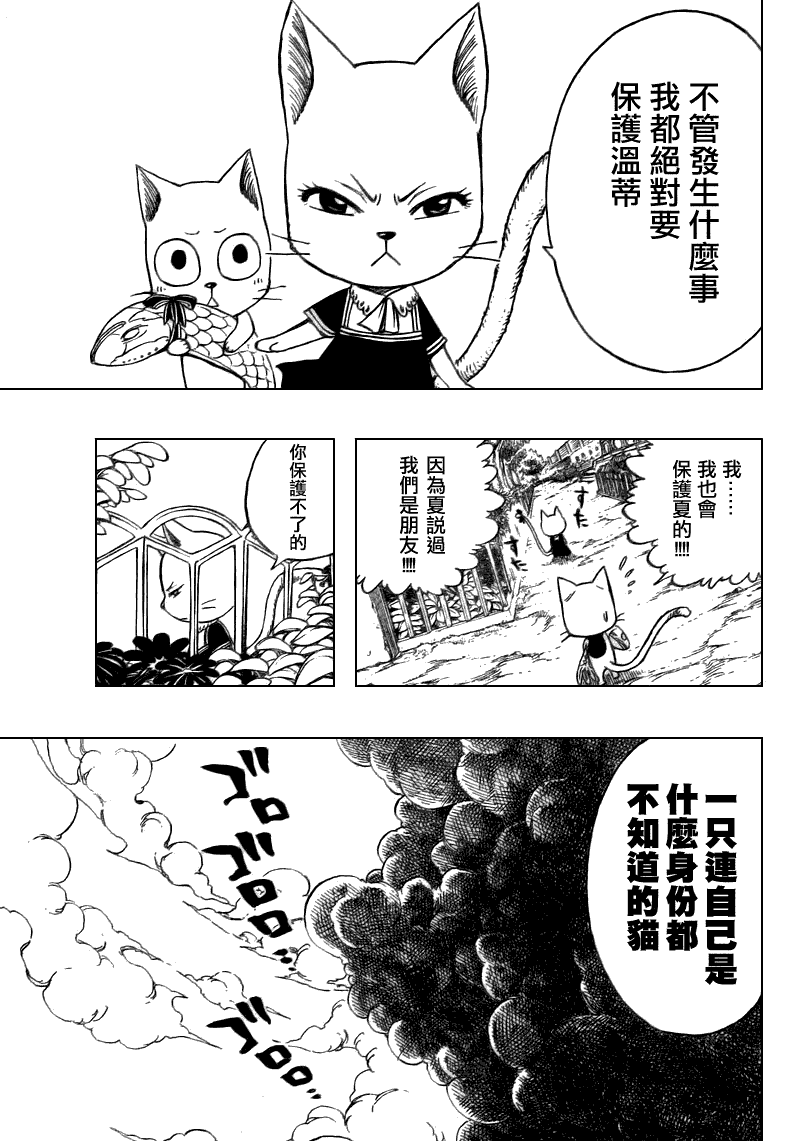 不管發生什麼事
我都絕對要
保護溫蒂
我……
我也會
保護夏的!!!!
すた
すた
因為夏説過
我們是朋友!!!!
你保護不了的
一只連自己是
什麼身份都
不知道的貓
ゴロ
ゴロロ…
ゴロロ…